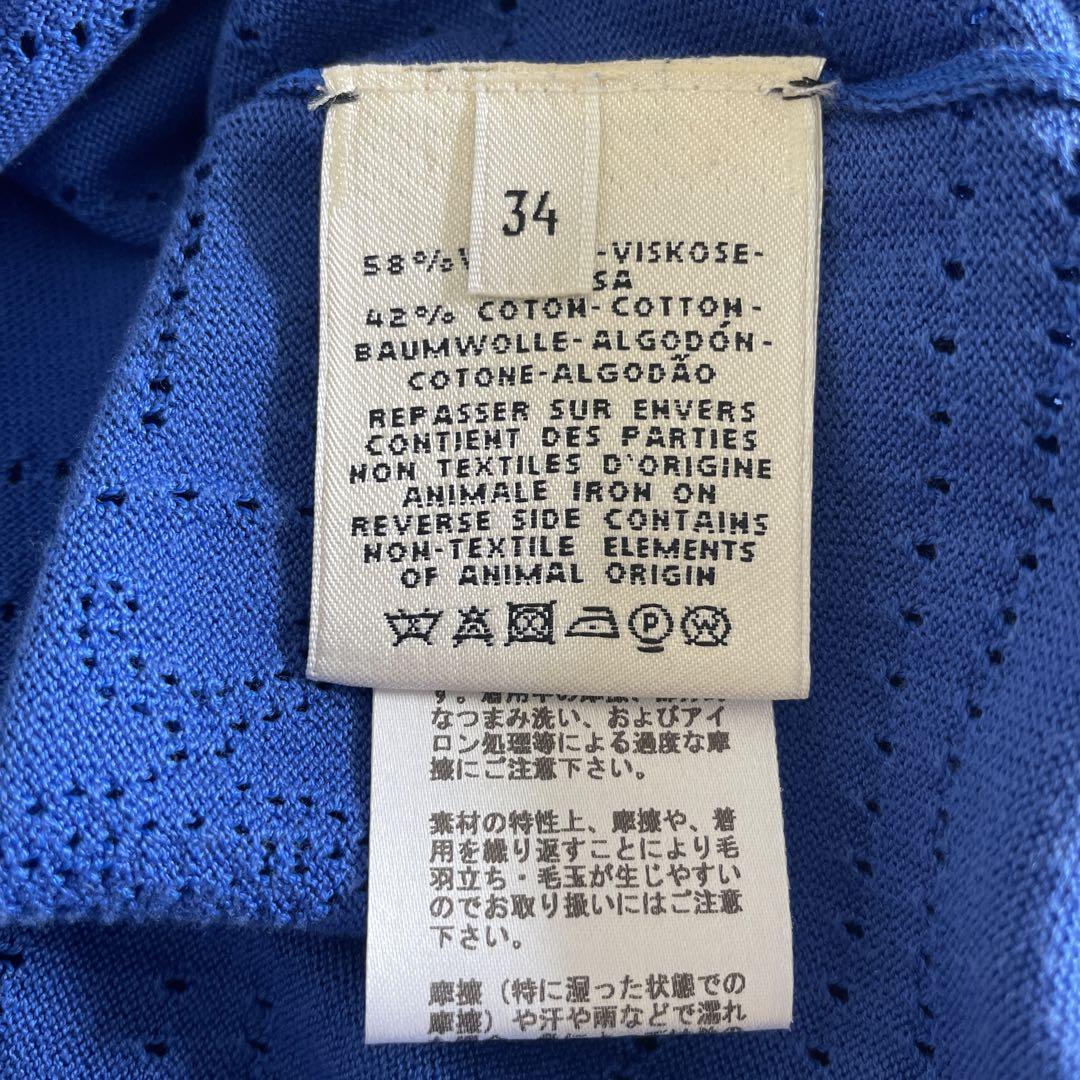 34
58% -VISKOSE-
42% COTON-COTTON-
BAUMWOLLE-ALGODÓN-
COTONE-ALGODÃO
REPASSER SUR ENVERS
CONTIENT DES PARTIES
NON TEXTILES D'ORIGINE
ANIMALE IRON ON
REVERSE SIDE CONTAINS
NON-TEXTILE ELEMENTS
OF ANIMAL ORIGIN
P W
なつまみ洗い、およびアイ
ロン処理等による過度な摩
擦にご注意下さい。
素材の特性上、摩擦や、着
用を繰り返すことにより毛
羽立ち・毛玉が生じやすい
のでお取り扱いにはご注意
下さい。
摩擦（特に湿った状態での
摩擦）や汗や雨などで濡れ